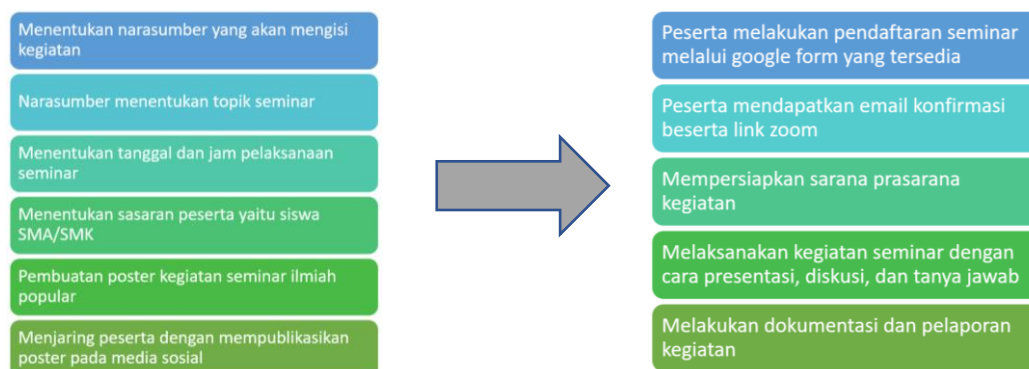 Menentukan narasumber yang akan mengisi
kegiatan
Narasumber menentukan topik seminar
Menentukan tanggal dan jam pelaksanaan
seminar
Menentukan sasaran peserta yaitu siswa
SMA/SMK
Pembuatan poster kegiatan seminar ilmiah
popular
Menjaring peserta dengan mempublikasikan
poster pada media sosial
Peserta melakukan pendaftaran seminar
melalui google form yang tersedia
Peserta mendapatkan email konfirmasi
beserta link zoom
Mempersiapkan sarana prasarana
kegiatan
Melaksanakan kegiatan seminar dengan
cara presentasi, diskusi, dan tanya jawab
Melakukan dokumentasi dan pelaporan
kegiatan